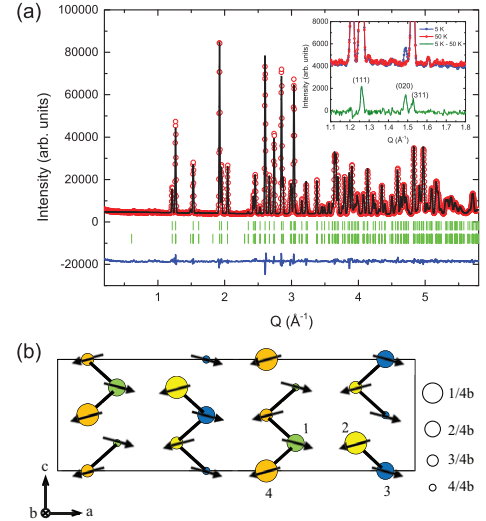 (a)
100000
80000
60000
40000
20000
0
-20000
Intensity (arb. units)
1
2
3
4
5
Q (Å⁻¹)
8000
6000
4000
2000
0
Intensity (arb. units)
5 K
50 K
5 K - 50 K
(111)
(020)
(311)
1.1 1.2 1.3 1.4 1.5 1.6 1.7 1.8
Q (Å⁻¹)
(b)
1
2
4
3
1/4b
2/4b
3/4b
4/4b
c
b
a